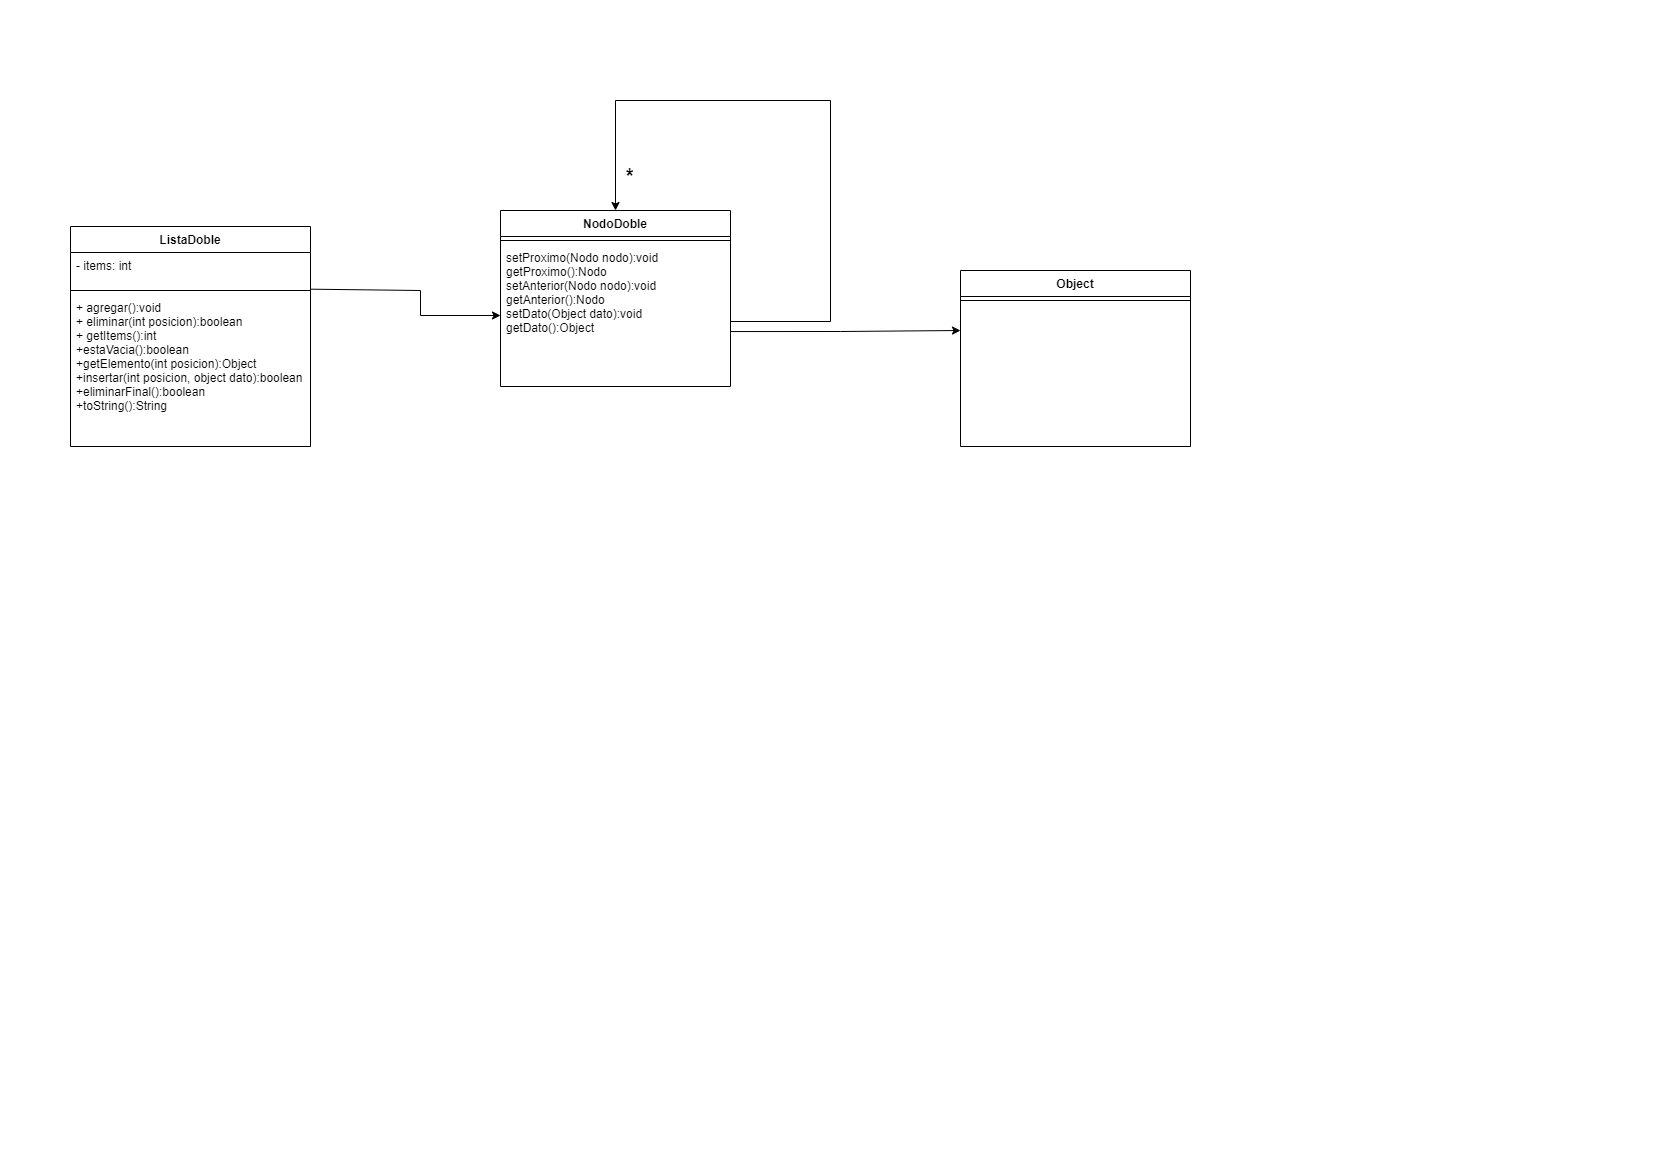 *
NodoDoble
setProximo(Nodo nodo):void
getProximo():Nodo
setAnterior(Nodo nodo):void
getAnterior():Nodo
setDato(Object dato):void
getDato():Object
ListaDoble
- items: int
+ agregar():void
+ eliminar(int posicion):boolean
+ getItems():int
+estaVacia():boolean
+getElemento(int posicion):Object
+insertar(int posicion, object dato):boolean
+eliminarFinal():boolean
+toString():String
Object